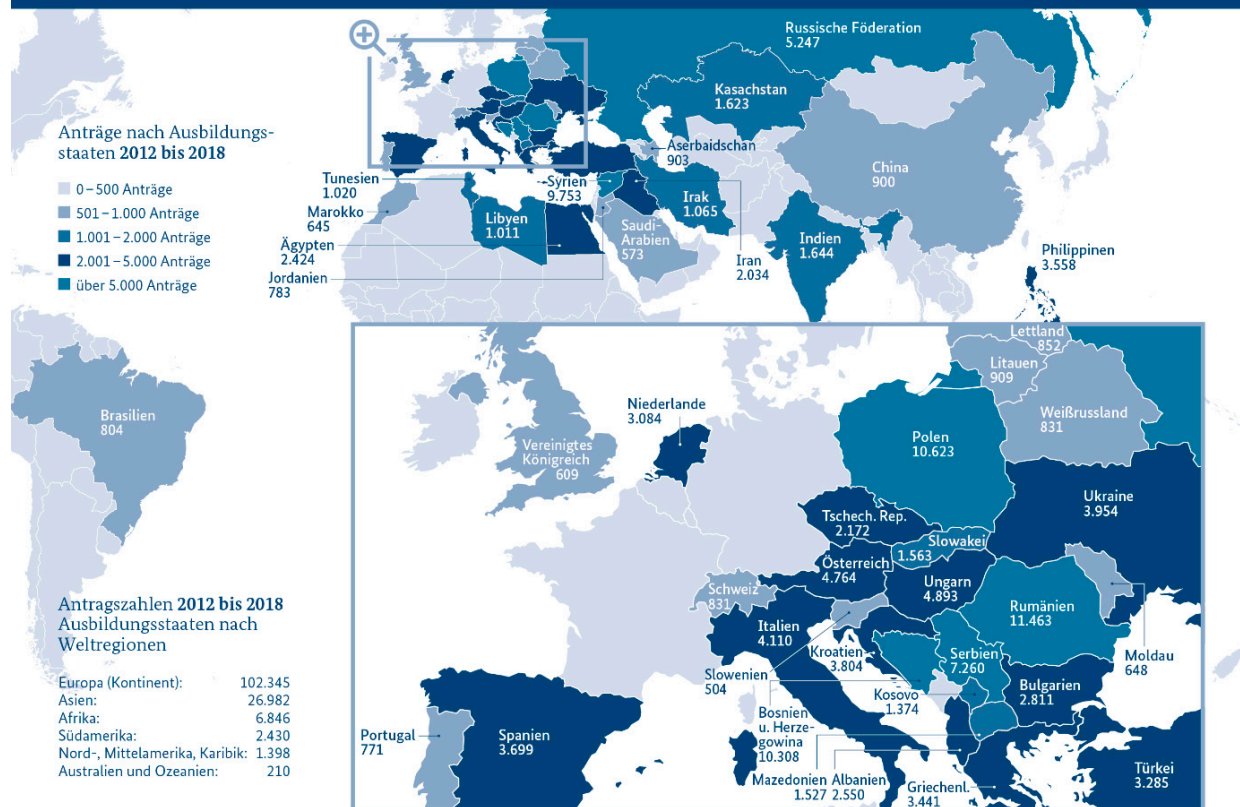 Russische Föderation
5.247
Kasachstan
1.623
Anträge nach Ausbildungs-
staaten 2012 bis 2018
0–500 Anträge
501–1.000 Anträge
1.001–2.000 Anträge
2.001–5.000 Anträge
über 5.000 Anträge
Aserbaidschan
903
China
900
Tunesien
1.020
Marokko
645
Syrien
9.753
Irak
1.065
Libyen
1.011
Saudi-
Arabien
573
Ägypten
2.424
Jordanien
783
Iran
2.034
Indien
1.644
Philippinen
3.558
Brasilien
804
Lettland
852
Litauen
909
Weißrussland
831
Niederlande
3.084
Vereinigtes
Königreich
609
Polen
10.623
Ukraine
3.954
Tschech. Rep.
2.172
Slowakei
1.563
Österreich
4.764
Ungarn
4.893
Schweiz
831
Rumänien
11.463
Italien
4.110
Kroatien
3.804
Serbien
7.260
Moldau
648
Slowenien
504
Kosovo
1.374
Bulgarien
2.811
Bosnien
u. Herze-
gowina
10.308
Portugal
771
Spanien
3.699
Mazedonien
1.527
Albanien
2.550
Griechenl.
3.441
Türkei
3.285
Antragszahlen 2012 bis 2018
Ausbildungsstaaten nach
Weltregionen
Europa (Kontinent): 102.345
Asien: 26.982
Afrika: 6.846
Südamerika: 2.430
Nord-, Mittelamerika, Karibik: 1.398
Australien und Ozeanien: 210